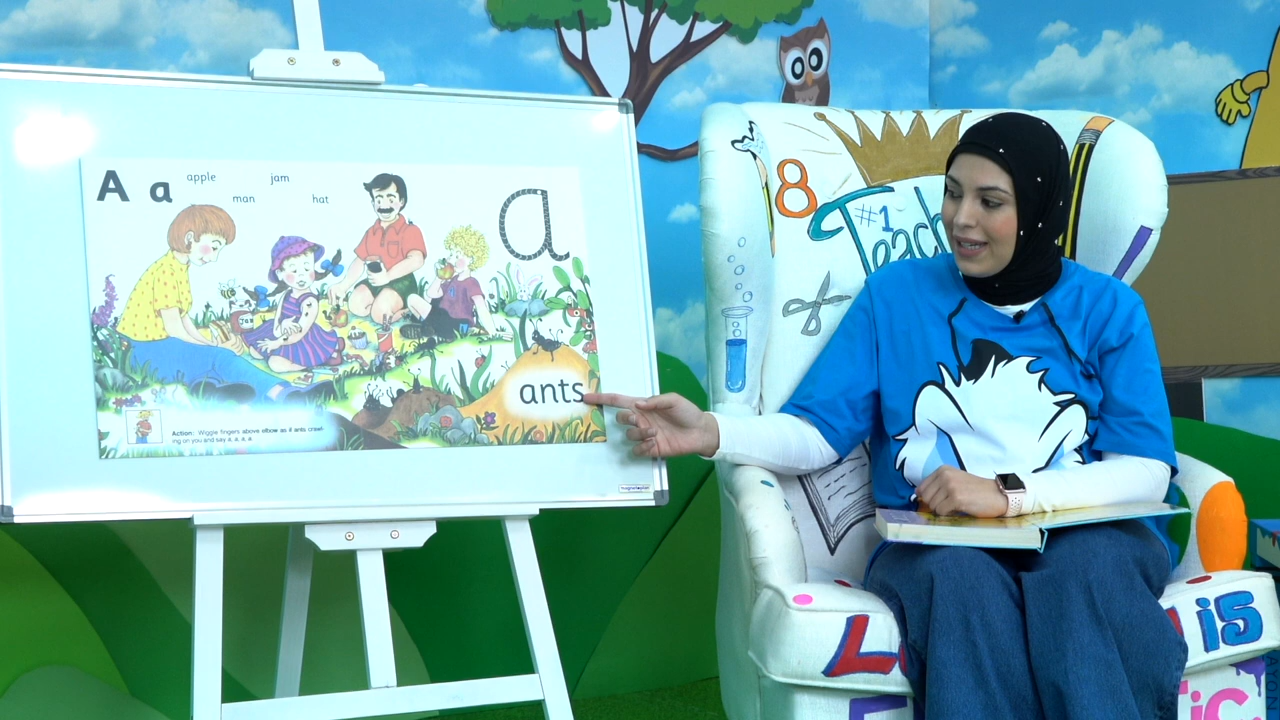 A a
apple
jam
man
hat
a
ants
Action: Wiggle fingers above elbow as if ants crawl-
ing on you and say a, a, a, a.
8
#1
Teach
is
ic